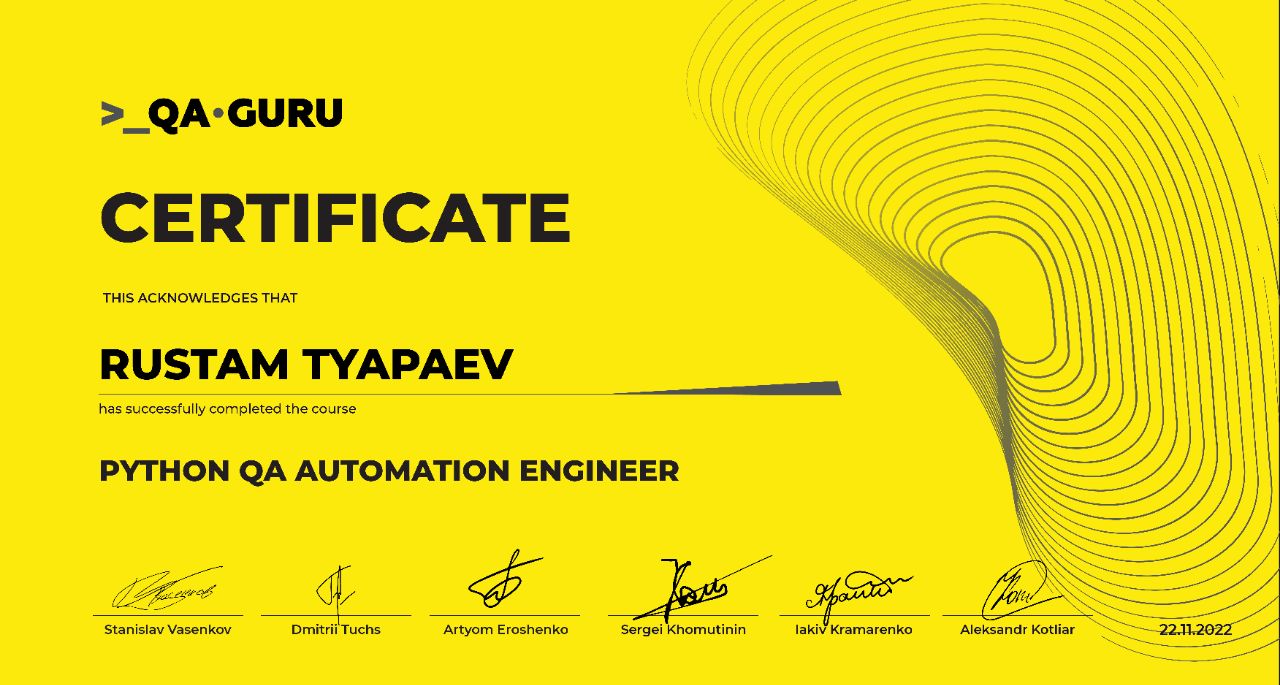 >_QA•GURU
CERTIFICATE
THIS ACKNOWLEDGES THAT
RUSTAM TYAPAEV
has successfully completed the course
PYTHON QA AUTOMATION ENGINEER
Stanislav Vasenkov
Dmitrii Tuchs
Artyom Eroshenko
Sergei Khomutinin
Iakiv Kramarenko
Aleksandr Kotliar
22.11.2022